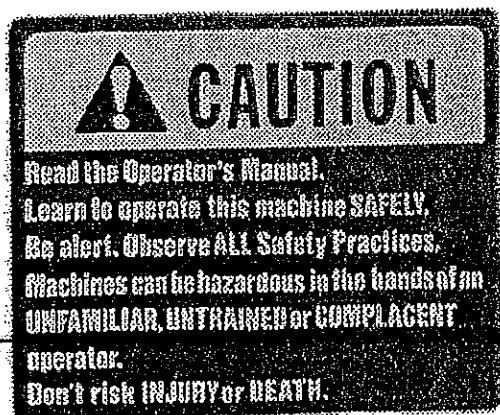 CAUTION
Read the Operator's Manual.
Learn to operate this machine SAFELY.
Be alert. Observe ALL Safety Practices.
Machines can be hazardous in the hands of an
UNFAMILIAR, UNTRAINED or COMPLACENT
operator.
Don't risk INJURY or DEATH.